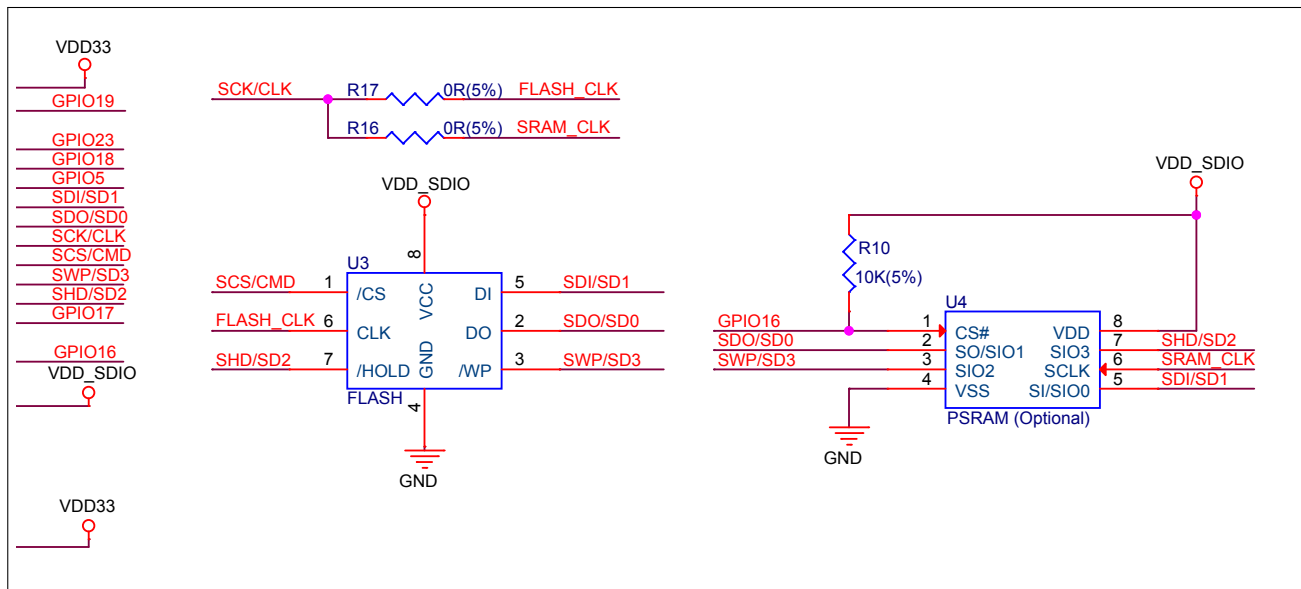 VDD33
GPIO19
GPIO23
GPIO18
GPIO5
SDI/SD1
SDO/SD0
SCK/CLK
SCS/CMD
SWP/SD3
SHD/SD2
GPIO17
GPIO16
VDD_SDIO
VDD33
SCK/CLK R17 0R(5%) FLASH_CLK
R16 0R(5%) SRAM_CLK
VDD_SDIO
U3 8
SCS/CMD 1 /CS VCC DI 5 SDI/SD1
FLASH_CLK 6 CLK DO 2 SDO/SD0
SHD/SD2 7 /HOLD GND /WP 3 SWP/SD3
FLASH 4
GND
VDD_SDIO
R10
10K(5%)
U4
GPIO16 1 CS# VDD 8
SDO/SD0 2 SO/SIO1 SIO3 7 SHD/SD2
SWP/SD3 3 SIO2 SCLK 6 SRAM_CLK
4 VSS SI/SIO0 5 SDI/SD1
PSRAM (Optional)
GND